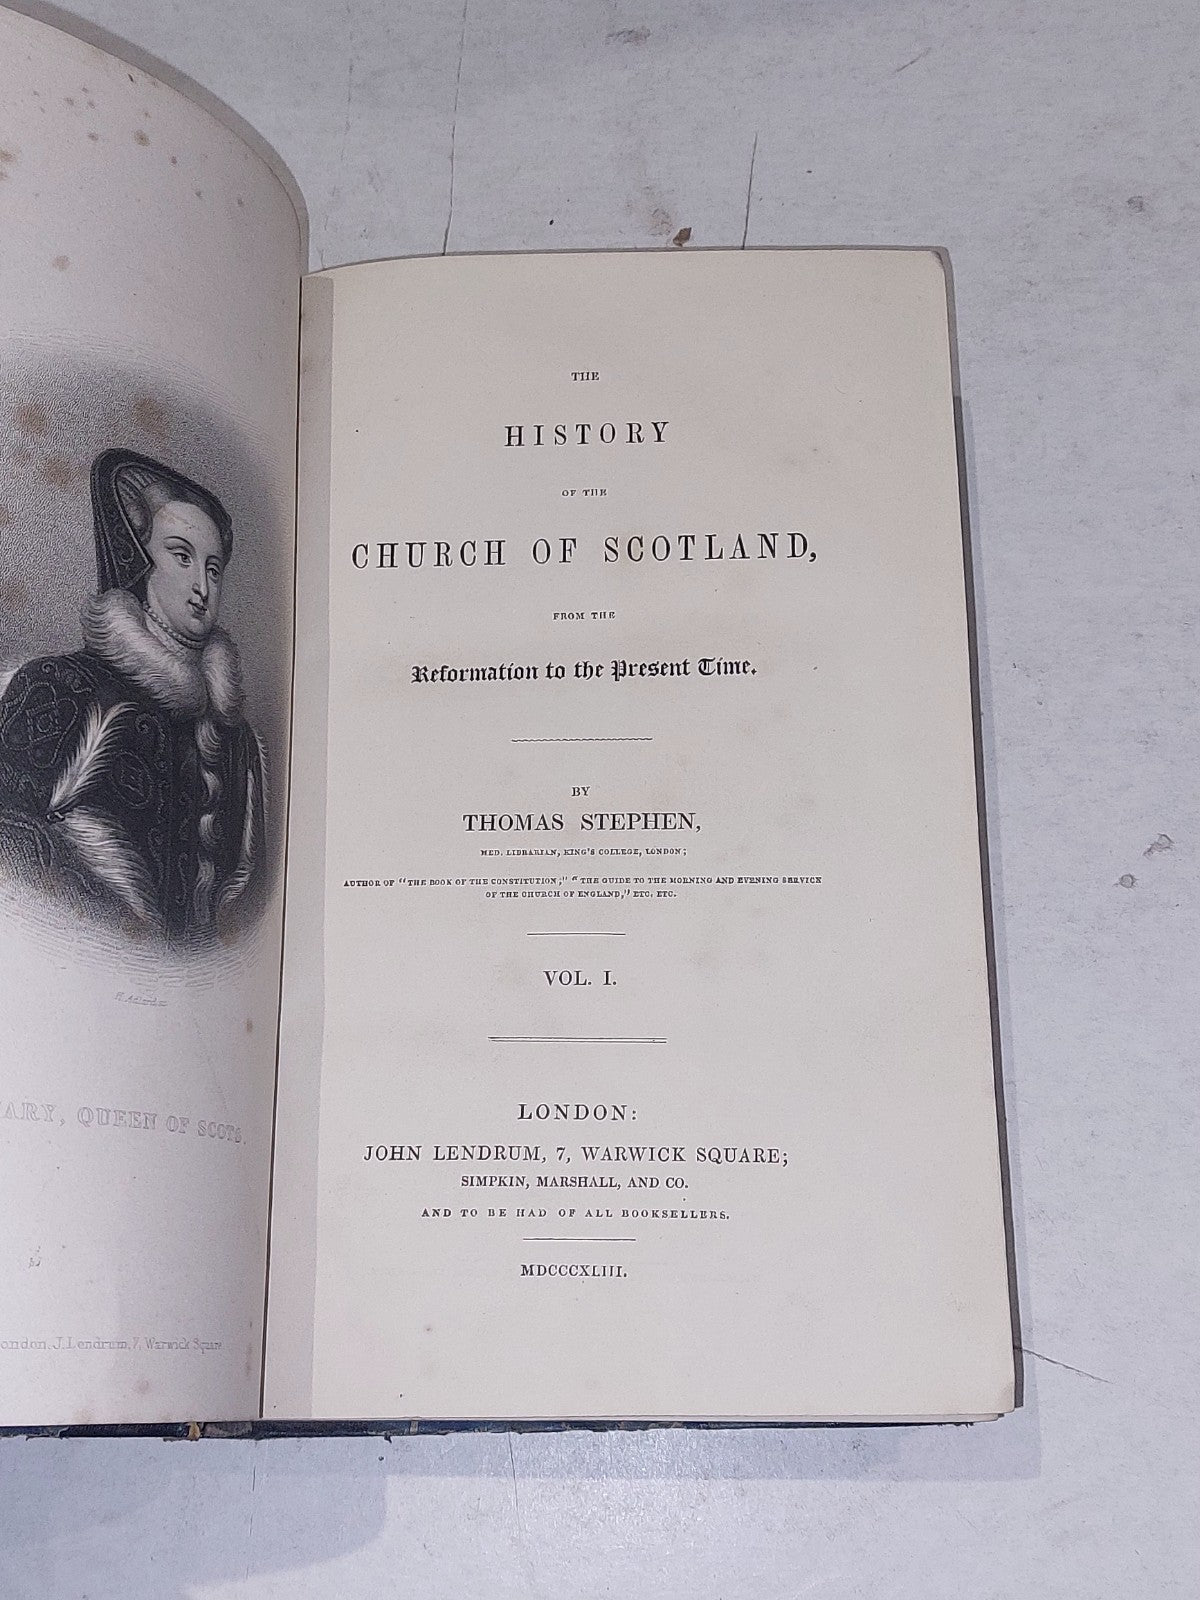 H. Adlard sc
ARY, QUEEN OF SCOTS.
ondon, J. Lendrum, 7, Warwick Square
THE
HISTORY
OF THE
CHURCH OF SCOTLAND,
FROM THE
Reformation to the Present Time.
BY
THOMAS STEPHEN,
MED. LIBRARIAN, KING'S COLLEGE, LONDON;
AUTHOR OF "THE BOOK OF THE CONSTITUTION;" "THE GUIDE TO THE MORNING AND EVENING SERVICE
OF THE CHURCH OF ENGLAND," ETC. ETC.
VOL. I.
LONDON:
JOHN LENDRUM, 7, WARWICK SQUARE;
SIMPKIN, MARSHALL, AND CO.
AND TO BE HAD OF ALL BOOKSELLERS.
MDCCCXLIII.